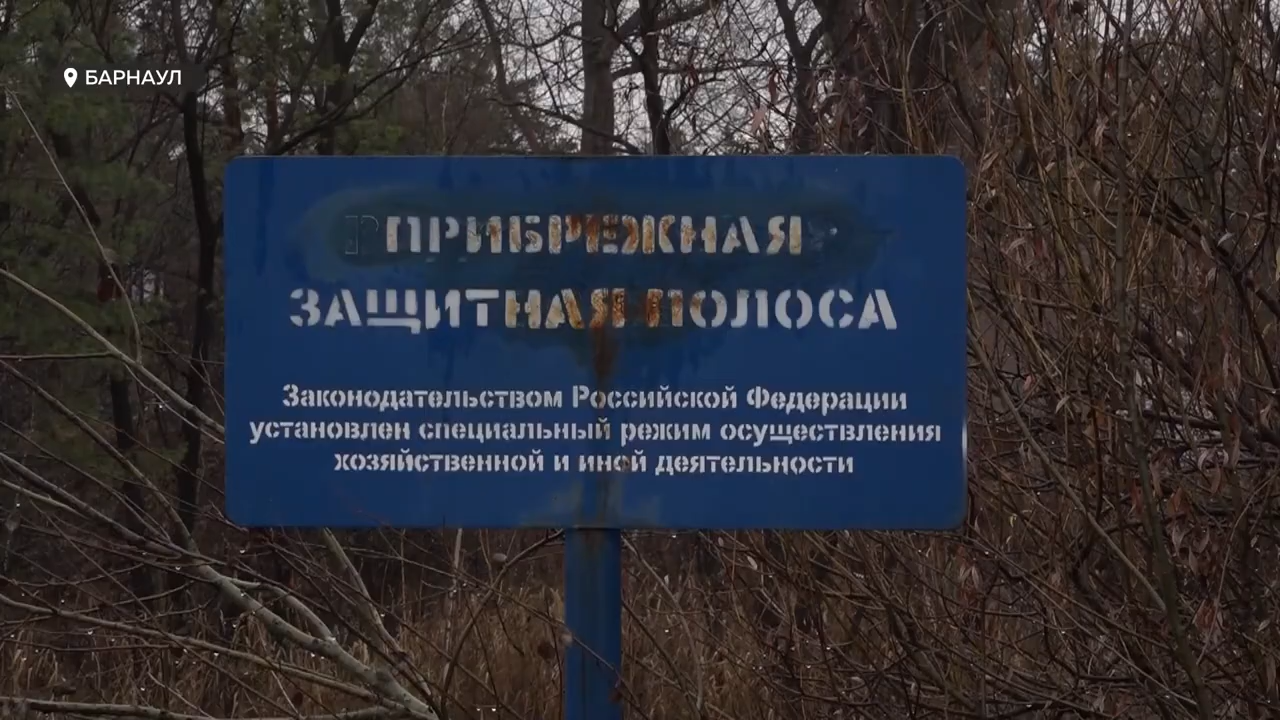 БАРНАУЛ
ПРИБРЕЖНАЯ
ЗАЩИТНАЯ ПОЛОСА
Законодательством Российской Федерации
установлен специальный режим осуществления
хозяйственной и иной деятельности